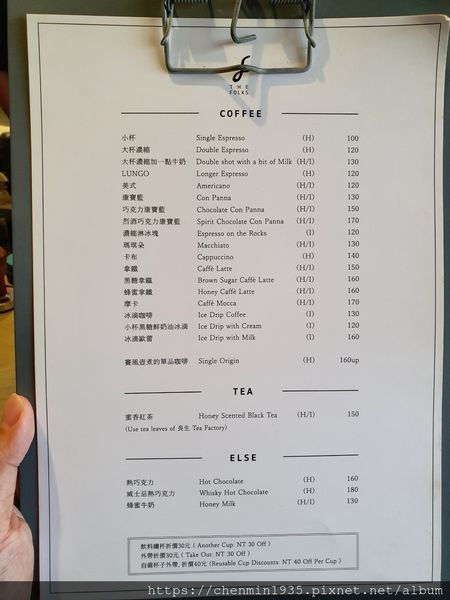 THE
FOLKS
COFFEE
小杯 Single Espresso (H) 100
大杯濃縮 Double Espresso (H) 120
大杯濃縮加一點牛奶 Double shot with a bit of Milk (H/I) 130
LUNGO Longer Espresso (H) 120
美式 Americano (H/I) 120
康寶藍 Con Panna (H/I) 130
巧克力康寶藍 Chocolate Con Panna (H/I) 150
烈酒巧克力康寶藍 Spirit Chocolate Con Panna (H/I) 170
濃縮淋冰塊 Espresso on the Rocks (I) 120
瑪琪朵 Macchiato (H/I) 130
卡布 Cappuccino (H) 140
拿鐵 Caffè Latte (H/I) 150
黑糖拿鐵 Brown Sugar Caffè Latte (H/I) 160
蜂蜜拿鐵 Honey Caffè Latte (H/I) 160
摩卡 Caffè Mocca (H/I) 170
冰滴咖啡 Ice Drip Coffee (I) 130
小杯黑糖鮮奶油冰滴 Ice Drip with Cream (I) 120
冰滴歐蕾 Ice Drip with Milk (I) 160
賽風壺煮的單品咖啡 Single Origin (H) 160up
TEA
蜜香紅茶 Honey Scented Black Tea (H/I) 150
(Use tea leaves of 長生 Tea Factory)
ELSE
熱巧克力 Hot Chocolate (H) 160
威士忌熱巧克力 Whisky Hot Chocolate (H) 180
蜂蜜牛奶 Honey Milk (H/I) 130
飲料續杯折價30元 ( Another Cup: NT 30 Off )
外帶折價30元 ( Take Out: NT 30 Off )
自備杯子外帶, 折價40元 (Reusable Cup Discounts: NT 40 Off Per Cup )
https://chenmin1935.pixnet.net/album